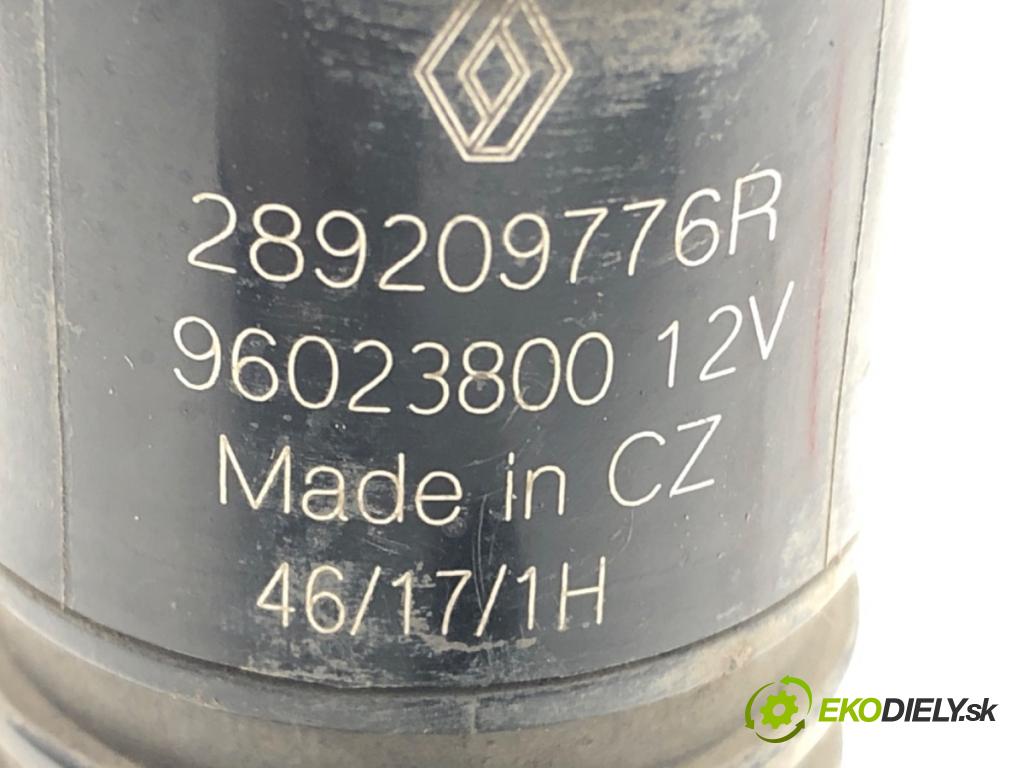 289209776R
96023800 12V
Made in CZ
46/17/1H
EKODIELY.sk